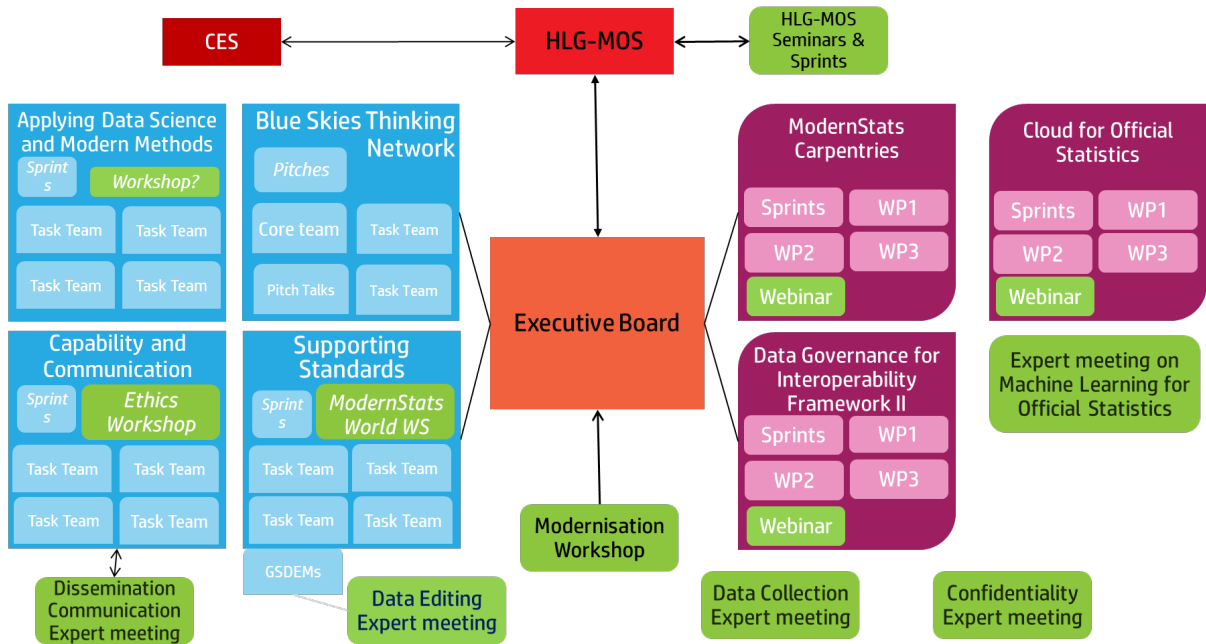 CES
HLG-MOS
HLG-MOS
Seminars &
Sprints
Applying Data Science
and Modern Methods
Sprint
s
Workshop?
Task Team
Task Team
Task Team
Task Team
Blue Skies Thinking
Network
Pitches
Core team
Task Team
Pitch Talks
Task Team
Capability and
Communication
Sprint
s
Ethics
Workshop
Task Team
Task Team
Task Team
Task Team
Supporting
Standards
Sprint
s
ModernStats
World WS
Task Team
Task Team
Task Team
Task Team
GSDEMs
Dissemination
Communication
Expert meeting
Data Editing
Expert meeting
Executive Board
Modernisation
Workshop
ModernStats
Carpentries
Sprints
WP1
WP2
WP3
Webinar
Cloud for Official
Statistics
Sprints
WP1
WP2
WP3
Webinar
Data Governance for
Interoperability
Framework II
Sprints
WP1
WP2
WP3
Webinar
Expert meeting on
Machine Learning for
Official Statistics
Data Collection
Expert meeting
Confidentiality
Expert meeting